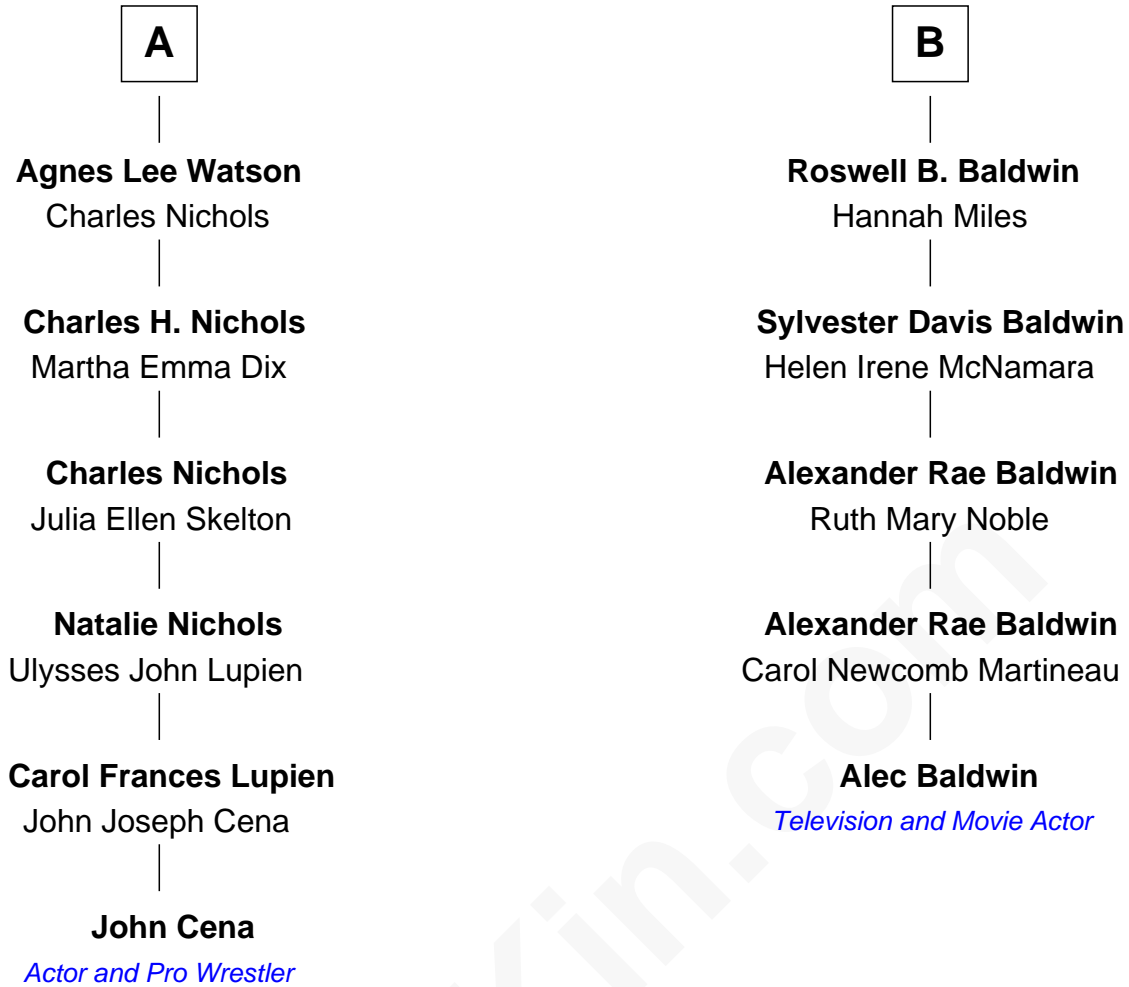 A
Agnes Lee Watson
Charles Nichols
Charles H. Nichols
Martha Emma Dix
Charles Nichols
Julia Ellen Skelton
Natalie Nichols
Ulysses John Lupien
Carol Frances Lupien
John Joseph Cena
John Cena
Actor and Pro Wrestler
B
Roswell B. Baldwin
Hannah Miles
Sylvester Davis Baldwin
Helen Irene McNamara
Alexander Rae Baldwin
Ruth Mary Noble
Alexander Rae Baldwin
Carol Newcomb Martineau
Alec Baldwin
Television and Movie Actor
Kin.com